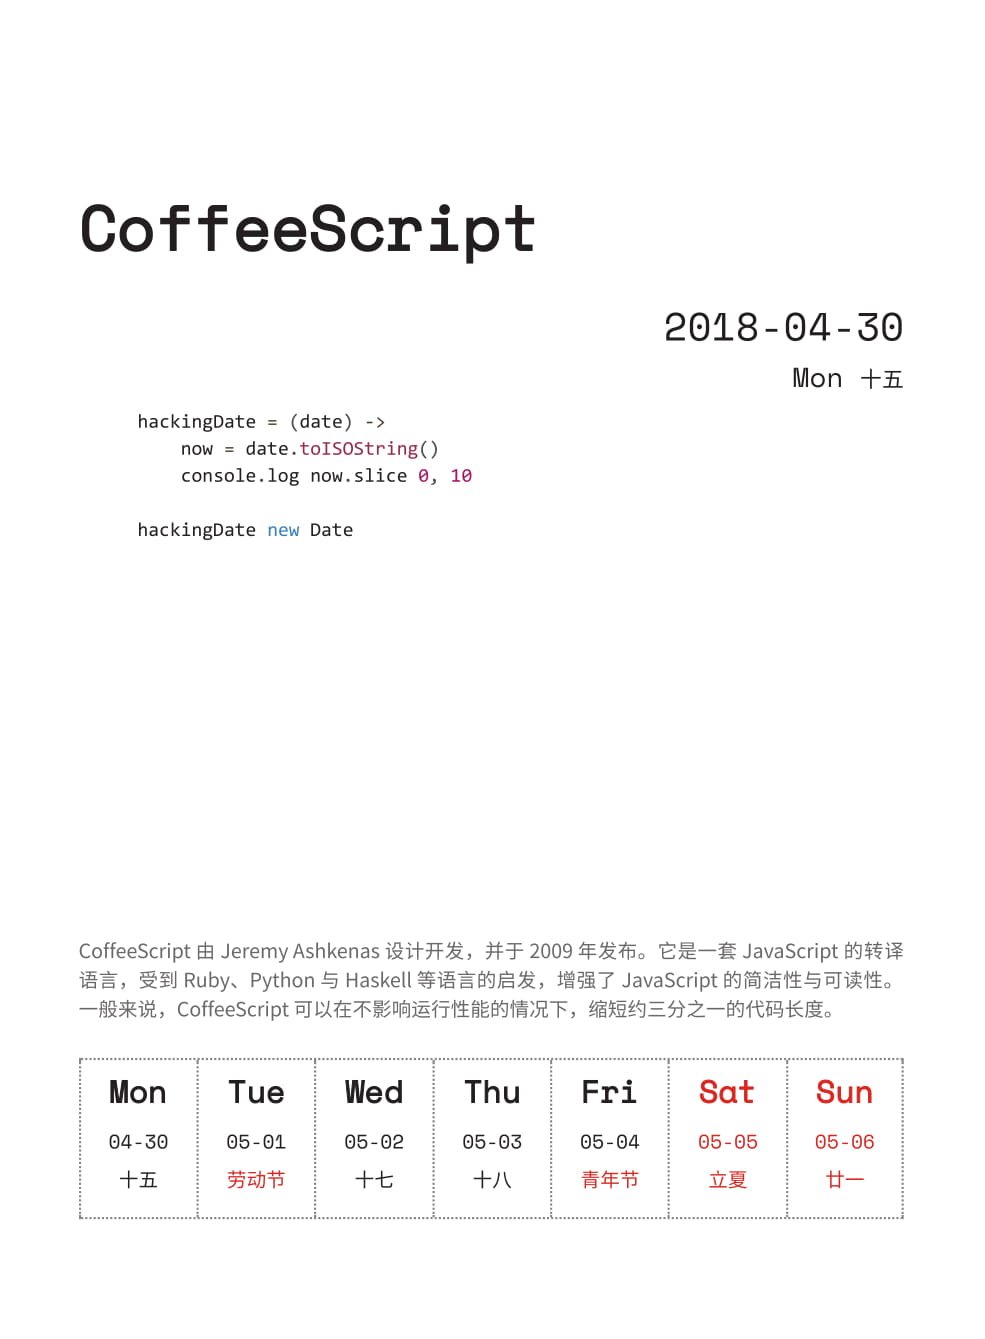 CoffeeScript
2018-04-30
Mon 十五
hackingDate = (date) ->
    now = date.toISOString()
    console.log now.slice 0, 10
hackingDate new Date
CoffeeScript 由 Jeremy Ashkenas 设计开发，并于 2009 年发布。它是一套 JavaScript 的转译
语言，受到 Ruby、Python 与 Haskell 等语言的启发，增强了 JavaScript 的简洁性与可读性。
一般来说，CoffeeScript 可以在不影响运行性能的情况下，缩短约三分之一的代码长度。
Mon Tue Wed Thu Fri Sat Sun
04-30 05-01 05-02 05-03 05-04 05-05 05-06
十五 劳动节 十七 十八 青年节 立夏 廿一